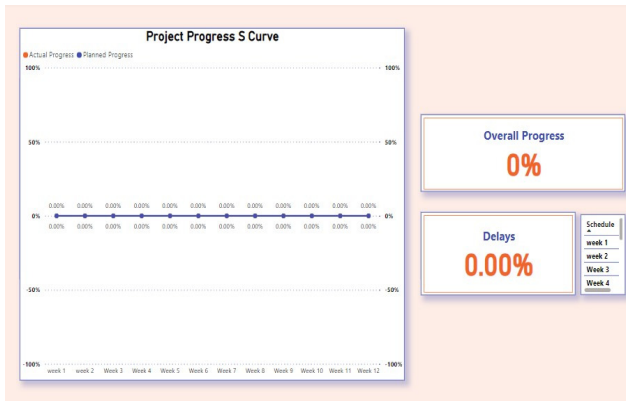 Project Progress S Curve
Actual Progress Planned Progress
100% 100%
50% 50%
0.00% 0.00% 0.00% 0.00% 0.00% 0.00% 0.00% 0.00% 0.00% 0.00% 0.00% 0.00%
0% 0%
0.00% 0.00% 0.00% 0.00% 0.00% 0.00% 0.00% 0.00% 0.00% 0.00% 0.00% 0.00%
-50% -50%
-100% -100%
week 1 week 2 Week 3 Week 4 Week 5 Week 6 Week 7 Week 8 Week 9 Week 10 Week 11 Week 12
Overall Progress
0%
Delays
0.00%
Schedule
week 1
week 2
Week 3
Week 4